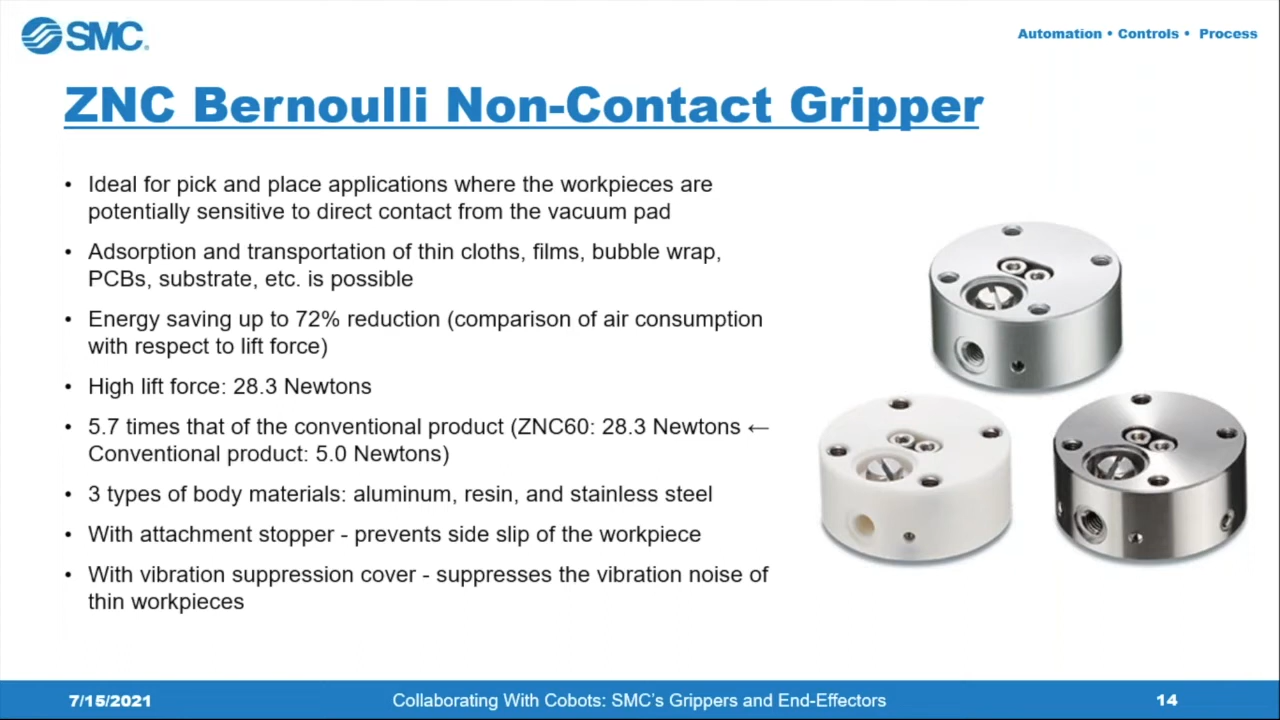 SMC
Automation • Controls • Process
ZNC Bernoulli Non-Contact Gripper
• Ideal for pick and place applications where the workpieces are
potentially sensitive to direct contact from the vacuum pad
• Adsorption and transportation of thin cloths, films, bubble wrap,
PCBs, substrate, etc. is possible
• Energy saving up to 72% reduction (comparison of air consumption
with respect to lift force)
• High lift force: 28.3 Newtons
• 5.7 times that of the conventional product (ZNC60: 28.3 Newtons ←
Conventional product: 5.0 Newtons)
• 3 types of body materials: aluminum, resin, and stainless steel
• With attachment stopper - prevents side slip of the workpiece
• With vibration suppression cover - suppresses the vibration noise of
thin workpieces
7/15/2021
Collaborating With Cobots: SMC’s Grippers and End-Effectors
14